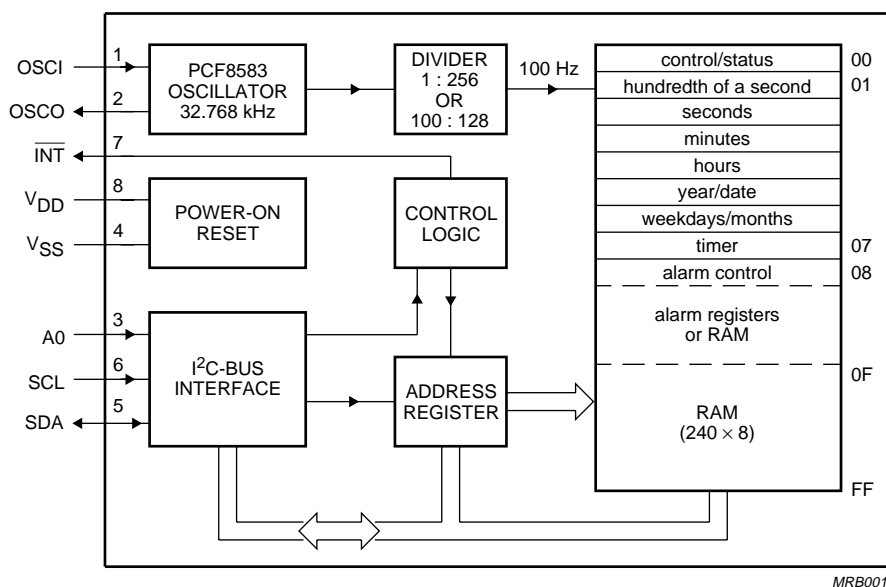 OSCI
1
OSCO
2
INT
7
VDD
8
VSS
4
A0
3
SCL
6
SDA
5
PCF8583
OSCILLATOR
32.768 kHz
DIVIDER
1 : 256
OR
100 : 128
100 Hz
POWER-ON
RESET
CONTROL
LOGIC
I2C-BUS
INTERFACE
ADDRESS
REGISTER
control/status
00
hundredth of a second
01
seconds
minutes
hours
year/date
weekdays/months
timer
07
alarm control
08
alarm registers
or RAM
0F
RAM
(240 × 8)
FF
MRB001